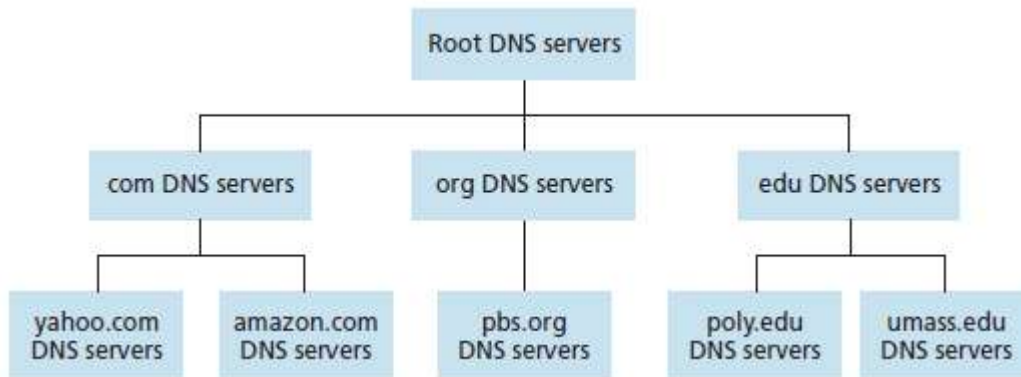 Root DNS servers
com DNS servers
org DNS servers
edu DNS servers
yahoo.com
DNS servers
amazon.com
DNS servers
pbs.org
DNS servers
poly.edu
DNS servers
umass.edu
DNS servers